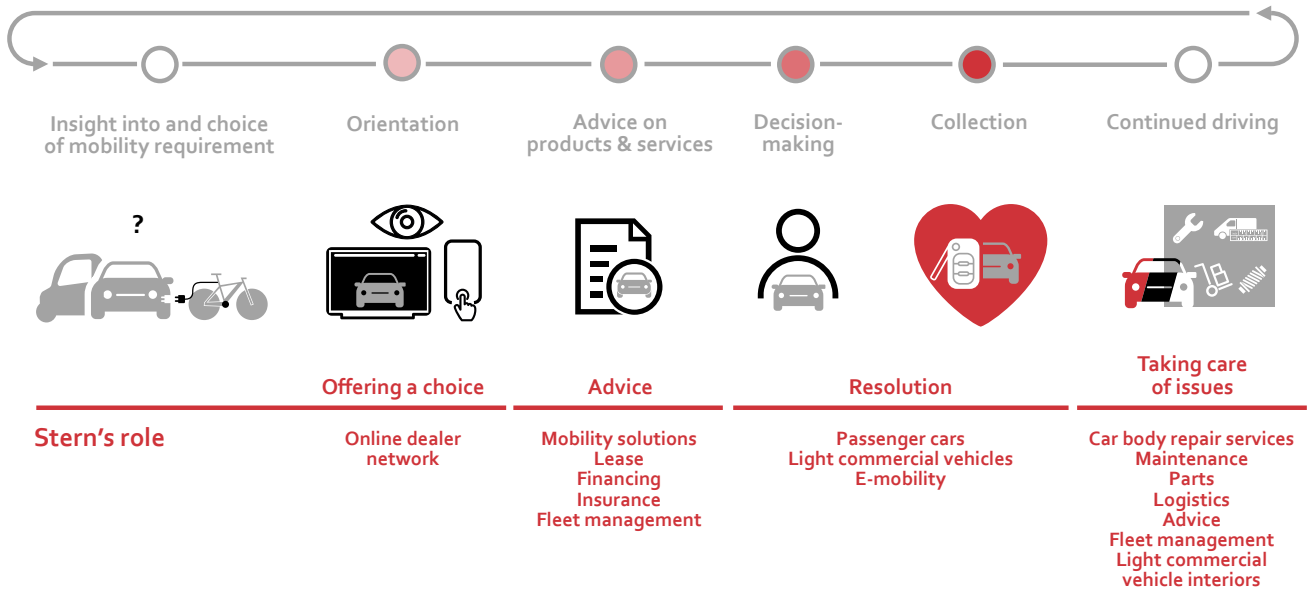 Insight into and choice
of mobility requirement
Orientation
Advice on
products & services
Decision-
making
Collection
Continued driving
?
Offering a choice
Advice
Resolution
Taking care
of issues
Stern's role
Online dealer
network
Mobility solutions
Lease
Financing
Insurance
Fleet management
Passenger cars
Light commercial vehicles
E-mobility
Car body repair services
Maintenance
Parts
Logistics
Advice
Fleet management
Light commercial
vehicle interiors